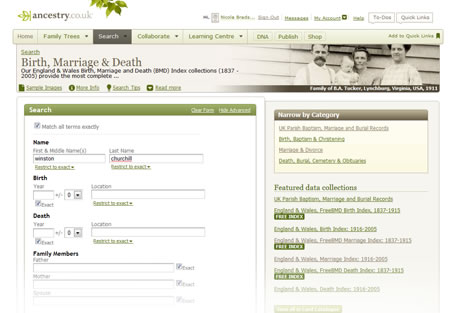 ancestry.co.uk
Nicole Breds... Sign Out Messages My Account To-Dos Quick Links
Home Family Trees Search Collaborate Learning Centre DNA Publish Shop Add to Quick Links
Search
Birth, Marriage & Death
Our England & Wales Birth, Marriage and Death (BMD) Index collections (1837 -
2005) provide the most complete ...
Sample Images More Info Search Tips Read more
Family of B.A. Tucker, Lynchburg, Virginia, USA, 1911
Search Clear Form Hide Advanced
Match all terms exactly
Name
First & Middle Name(s) Last Name
winston churchill
Restrict to exact Restrict to exact
Birth
Year Location
+/- 0
Exact Restrict to exact
Death
Year Location
+/- 0
Exact Restrict to exact
Family Members
Father
Exact
Mother
Exact
Spouse
Narrow by Category
UK Parish Baptism, Marriage and Burial Records
Birth, Baptism & Christening
Marriage & Divorce
Death, Burial, Cemetery & Obituaries
Featured data collections
UK Parish Baptism, Marriage and Burial Records
England & Wales, FreeBMD Birth Index, 1837-1915
FREE INDEX
England & Wales, Birth Index: 1916-2005
England & Wales, FreeBMD Marriage Index: 1837-1915
FREE INDEX
England & Wales, Marriage Index: 1916-2005
England & Wales, FreeBMD Death Index: 1837-1915
FREE INDEX
England & Wales, Death Index: 1916-2005